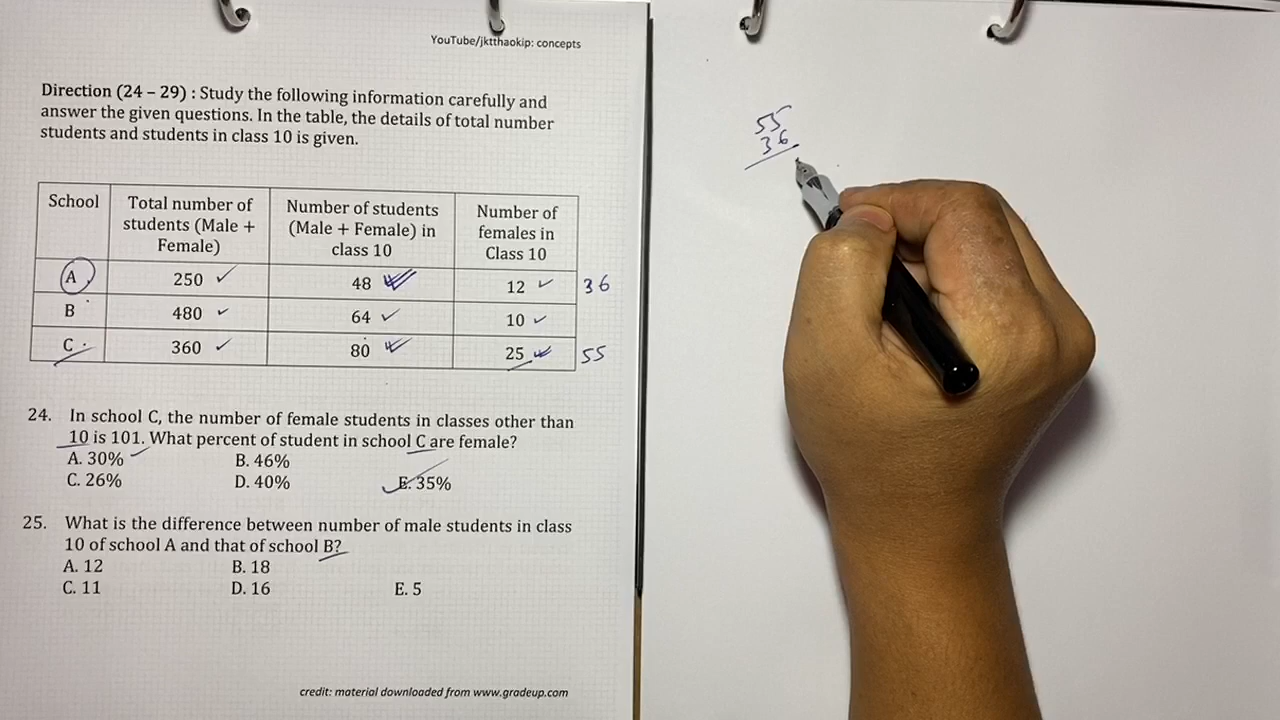 YouTube/jktthaokip: concepts
Direction (24 – 29) : Study the following information carefully and
answer the given questions. In the table, the details of total number
students and students in class 10 is given.
School
Total number of
students (Male +
Female)
Number of students
(Male + Female) in
class 10
Number of
females in
Class 10
A 250 48 12 36
B 480 64 10
C 360 80 25 55
24. In school C, the number of female students in classes other than
10 is 101. What percent of student in school C are female?
A. 30% B. 46%
C. 26% D. 40% E. 35%
25. What is the difference between number of male students in class
10 of school A and that of school B?
A. 12 B. 18
C. 11 D. 16 E. 5
credit: material downloaded from www.gradeup.com
55
36